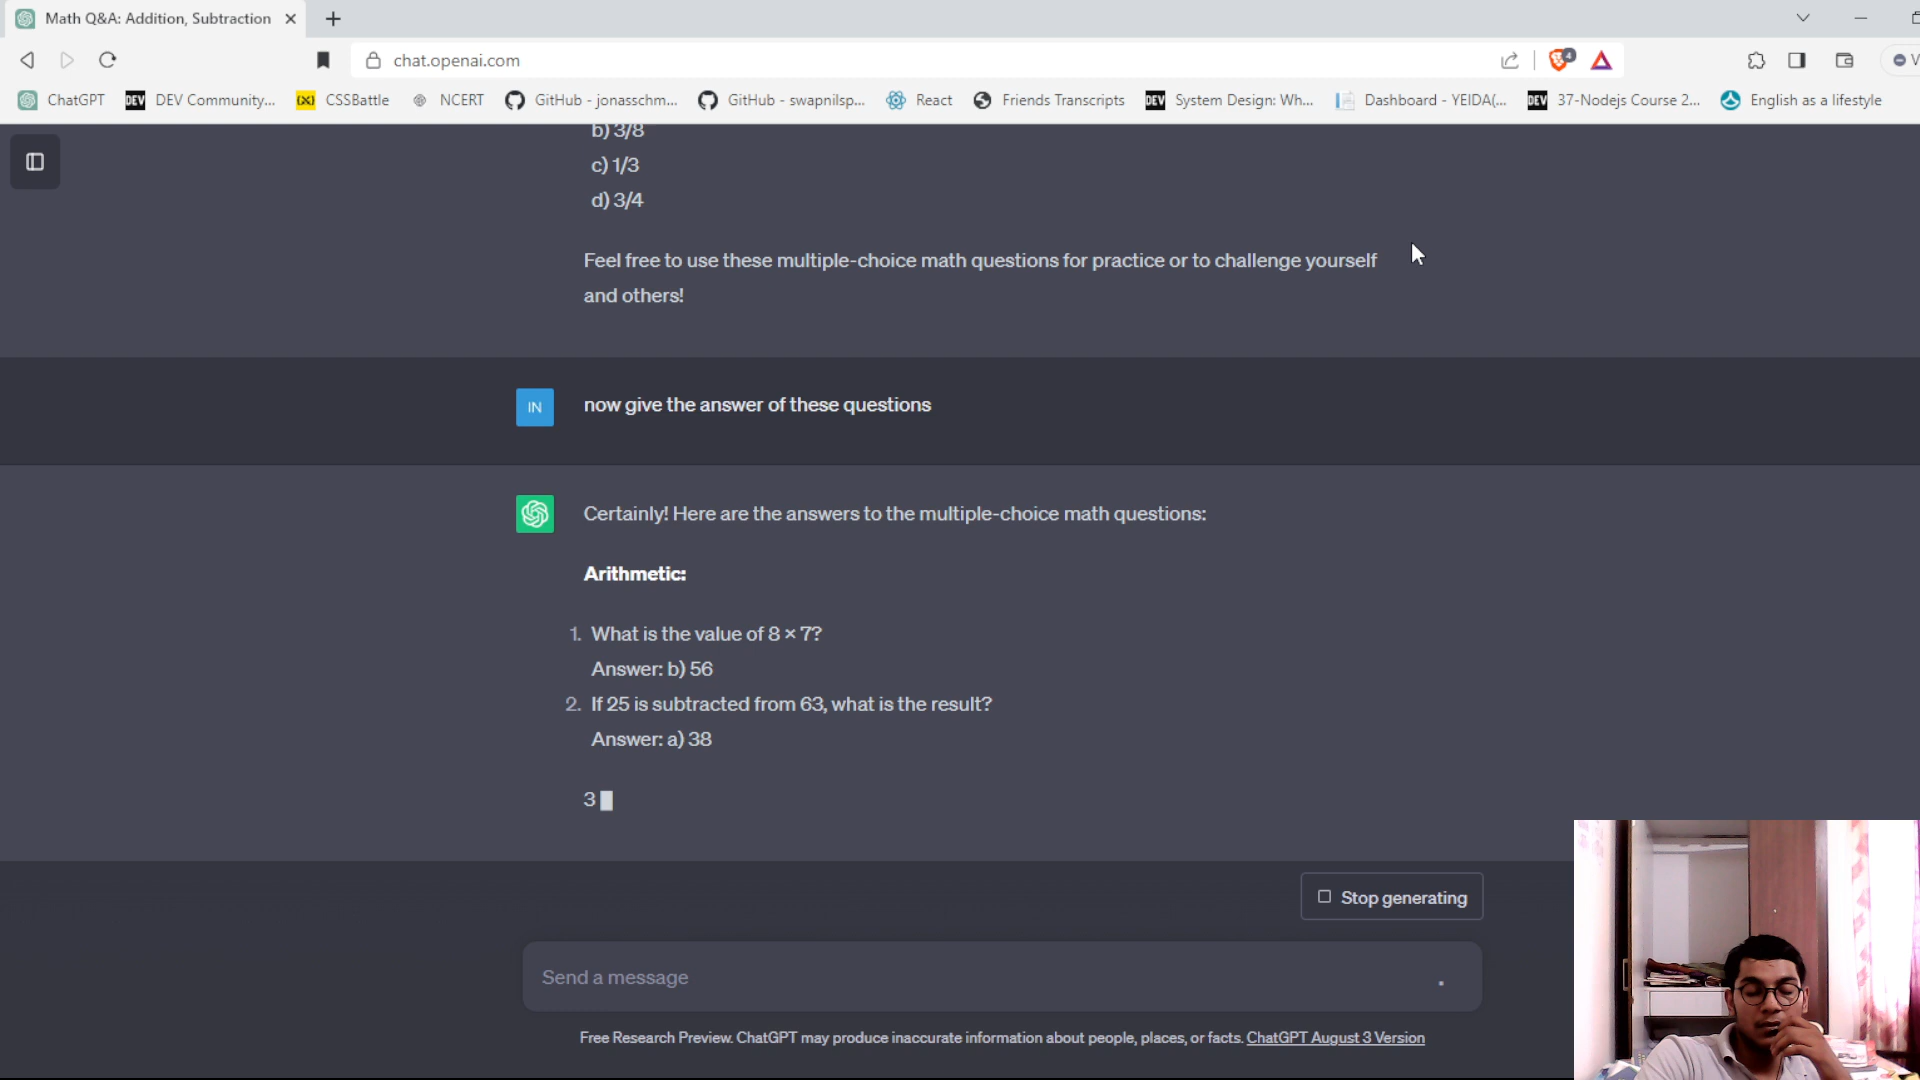 Math Q&A: Addition, Subtraction
chat.openai.com
4
V
ChatGPT
DEV DEV Community...
CSSBattle
NCERT
GitHub - jonasschm...
GitHub - swapnilsp...
React
Friends Transcripts
DEV System Design: Wh...
Dashboard - YEIDA(...
DEV 37-Nodejs Course 2...
English as a lifestyle
b) 3/8
c) 1/3
d) 3/4
Feel free to use these multiple-choice math questions for practice or to challenge yourself
and others!
IN
now give the answer of these questions
Certainly! Here are the answers to the multiple-choice math questions:
Arithmetic:
1. What is the value of 8 × 7?
Answer: b) 56
2. If 25 is subtracted from 63, what is the result?
Answer: a) 38
3
Stop generating
Send a message
Free Research Preview. ChatGPT may produce inaccurate information about people, places, or facts. ChatGPT August 3 Version